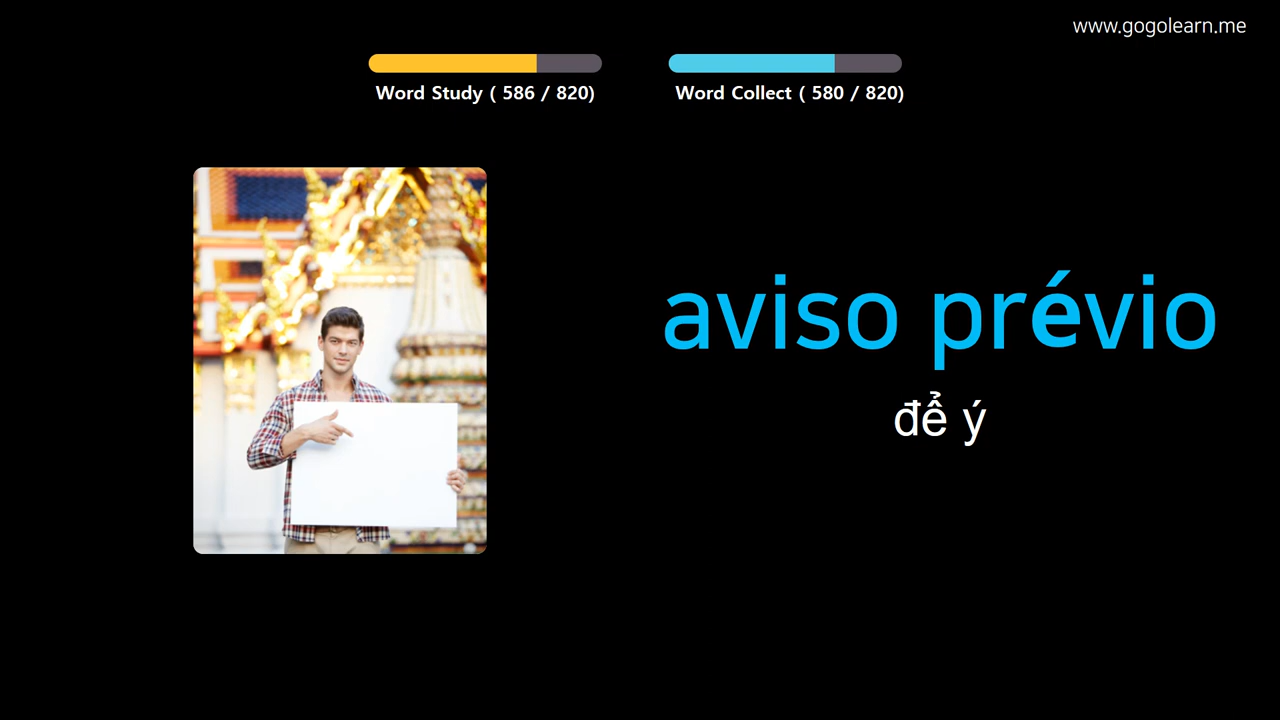 www.gogolearn.me
Word Study ( 586 / 820)
Word Collect ( 580 / 820)
aviso prévio
để ý